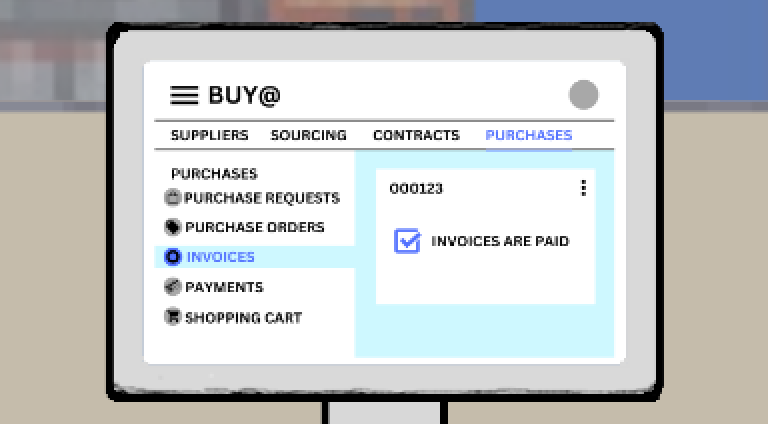 BUY@
SUPPLIERS SOURCING CONTRACTS PURCHASES
PURCHASES
PURCHASE REQUESTS
PURCHASE ORDERS
INVOICES
PAYMENTS
SHOPPING CART
000123
INVOICES ARE PAID